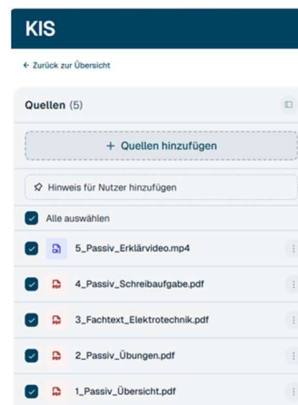 KIS
← Zurück zur Übersicht
Quellen (5)
+ Quellen hinzufügen
Hinweis für Nutzer hinzufügen
Alle auswählen
5_Passiv_Erklärvideo.mp4
4_Passiv_Schreibaufgabe.pdf
3_Fachtext_Elektrotechnik.pdf
2_Passiv_Übungen.pdf
1_Passiv_Übersicht.pdf